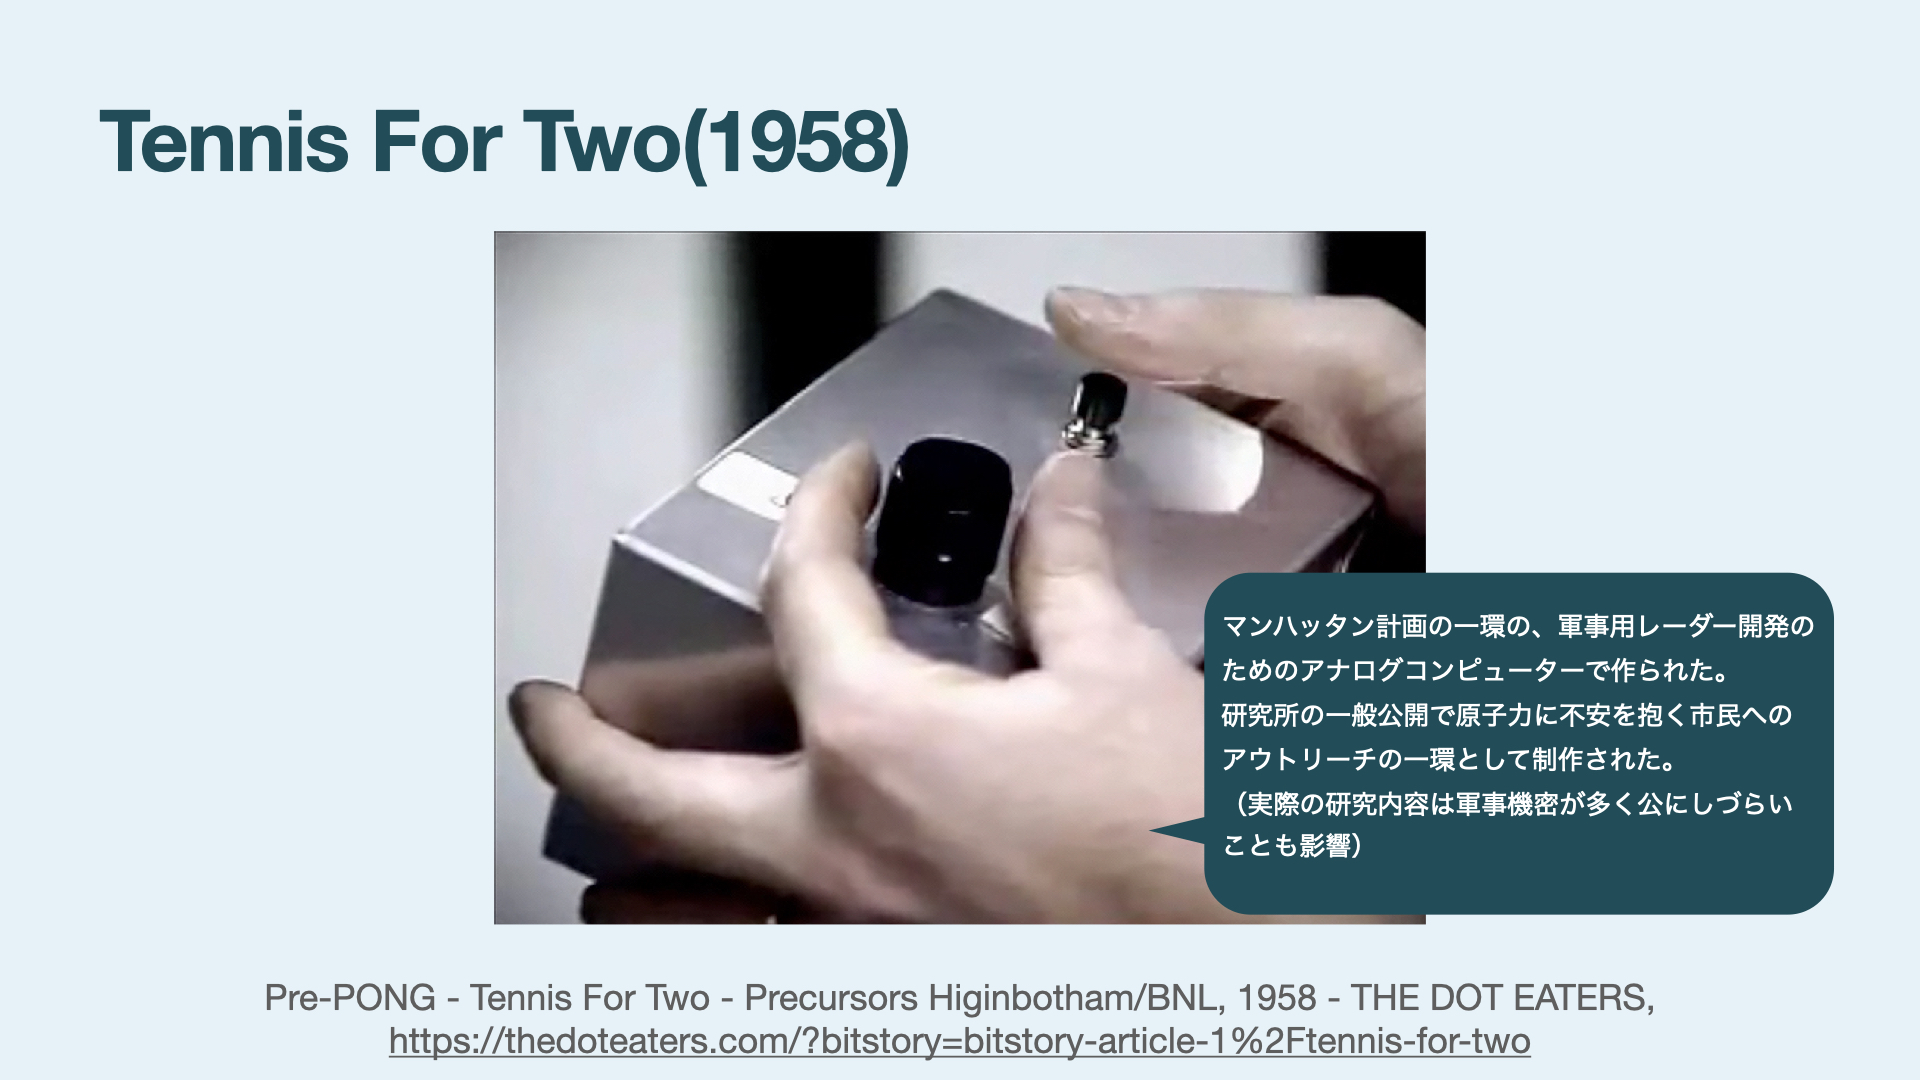 Tennis For Two(1958)
マンハッタン計画の一環の、軍事用レーダー開発の
ためのアナログコンピューターで作られた。
研究所の一般公開で原子力に不安を抱く市民への
アウトリーチの一環として制作された。
（実際の研究内容は軍事機密が多く公にしづらい
ことも影響）
Pre-PONG - Tennis For Two - Precursors Higinbotham/BNL, 1958 - THE DOT EATERS,
https://thedoteaters.com/?bitstory=bitstory-article-1%2Ftennis-for-two